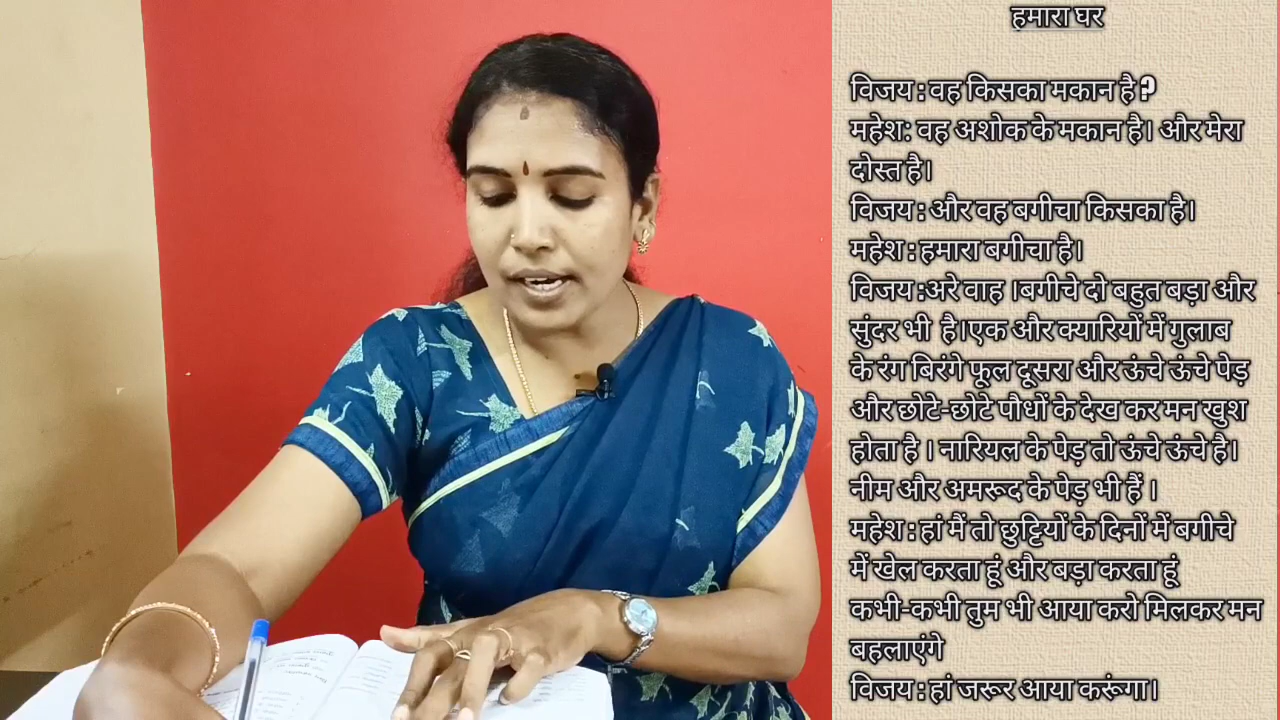 हमारा घर
विजय : वह किसका मकान है ?
महेश: वह अशोक के मकान है। और मेरा
दोस्त है।
विजय : और वह बगीचा किसका है।
महेश : हमारा बगीचा है।
विजय :अरे वाह ।बगीचे दो बहुत बड़ा और
सुंदर भी है।एक और क्यारियों में गुलाब
के रंग बिरंगे फूल दूसरा और ऊंचे ऊंचे पेड़
और छोटे-छोटे पौधों के देख कर मन खुश
होता है । नारियल के पेड़ तो ऊंचे ऊंचे है।
नीम और अमरूद के पेड़ भी हैं ।
महेश : हां मैं तो छुट्टियों के दिनों में बगीचे
में खेल करता हूं और बड़ा करता हूं
कभी-कभी तुम भी आया करो मिलकर मन
बहलाएंगे
विजय : हां जरूर आया करूंगा।